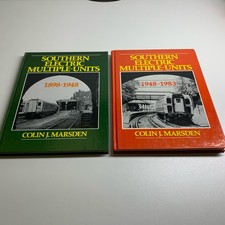 SOUTHERN
ELECTRIC
MULTIPLE-UNITS
1898-1948
COLIN J. MARSDEN
SOUTHERN
ELECTRIC
MULTIPLE-UNITS
1948-1983
COLIN J. MARSDEN